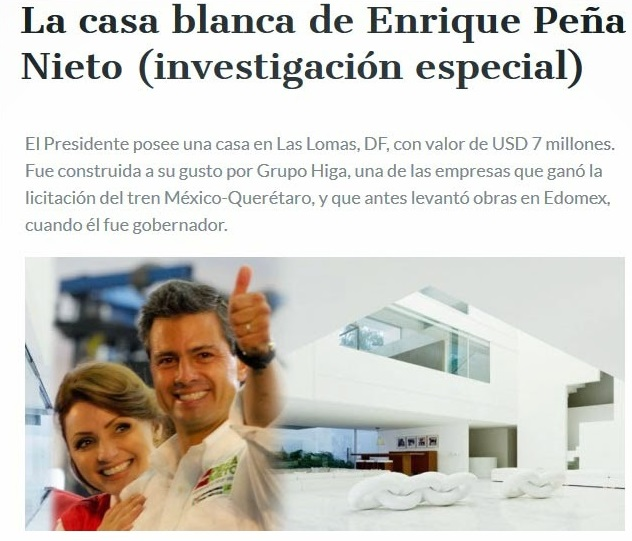 La casa blanca de Enrique Peña
Nieto (investigación especial)
El Presidente posee una casa en Las Lomas, DF, con valor de USD 7 millones.
Fue construida a su gusto por Grupo Higa, una de las empresas que ganó la
licitación del tren México-Querétaro, y que antes levantó obras en Edomex,
cuando él fue gobernador.